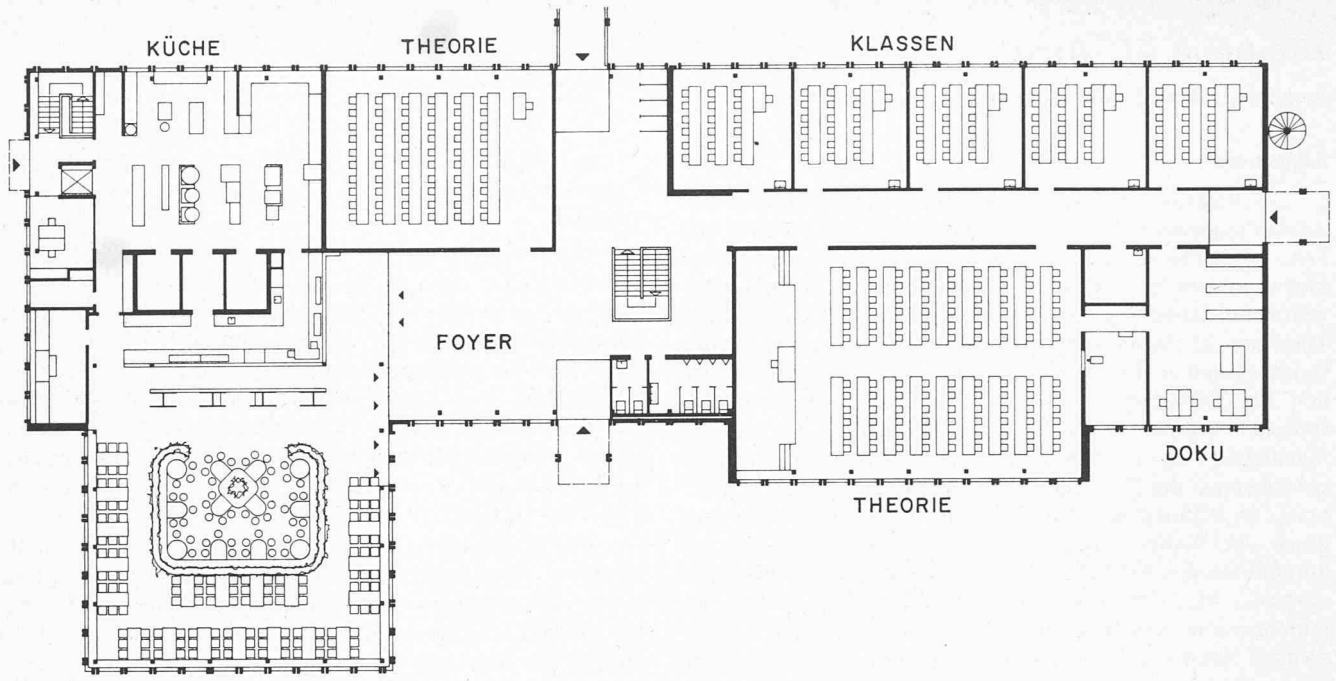 KÜCHE
THEORIE
KLASSEN
FOYER
DOKU
THEORIE